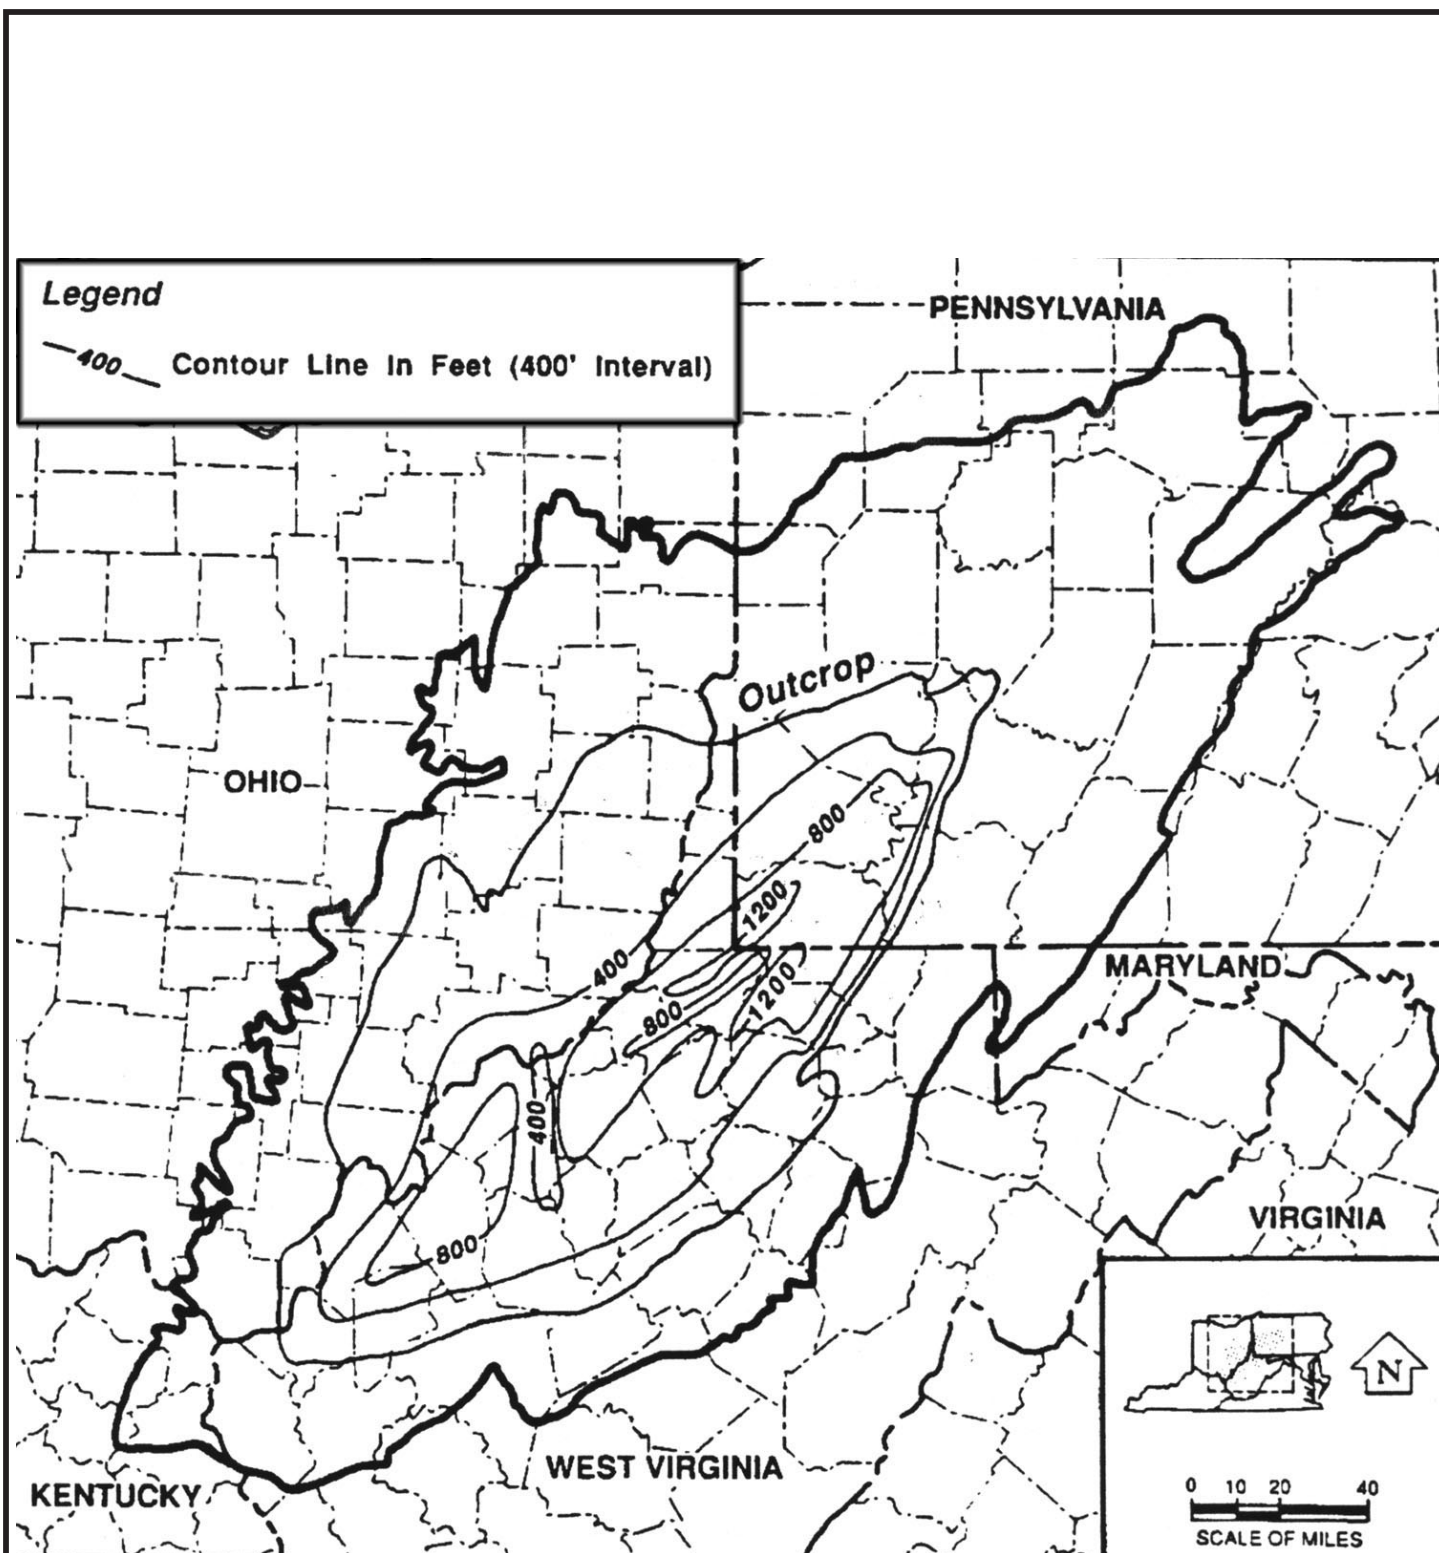 Legend
400 Contour Line In Feet (400' Interval)
PENNSYLVANIA
Outcrop
OHIO
800
1200
400
MARYLAND
1200
800
400
VIRGINIA
800
N
WEST VIRGINIA
KENTUCKY
0 10 20 40
SCALE OF MILES